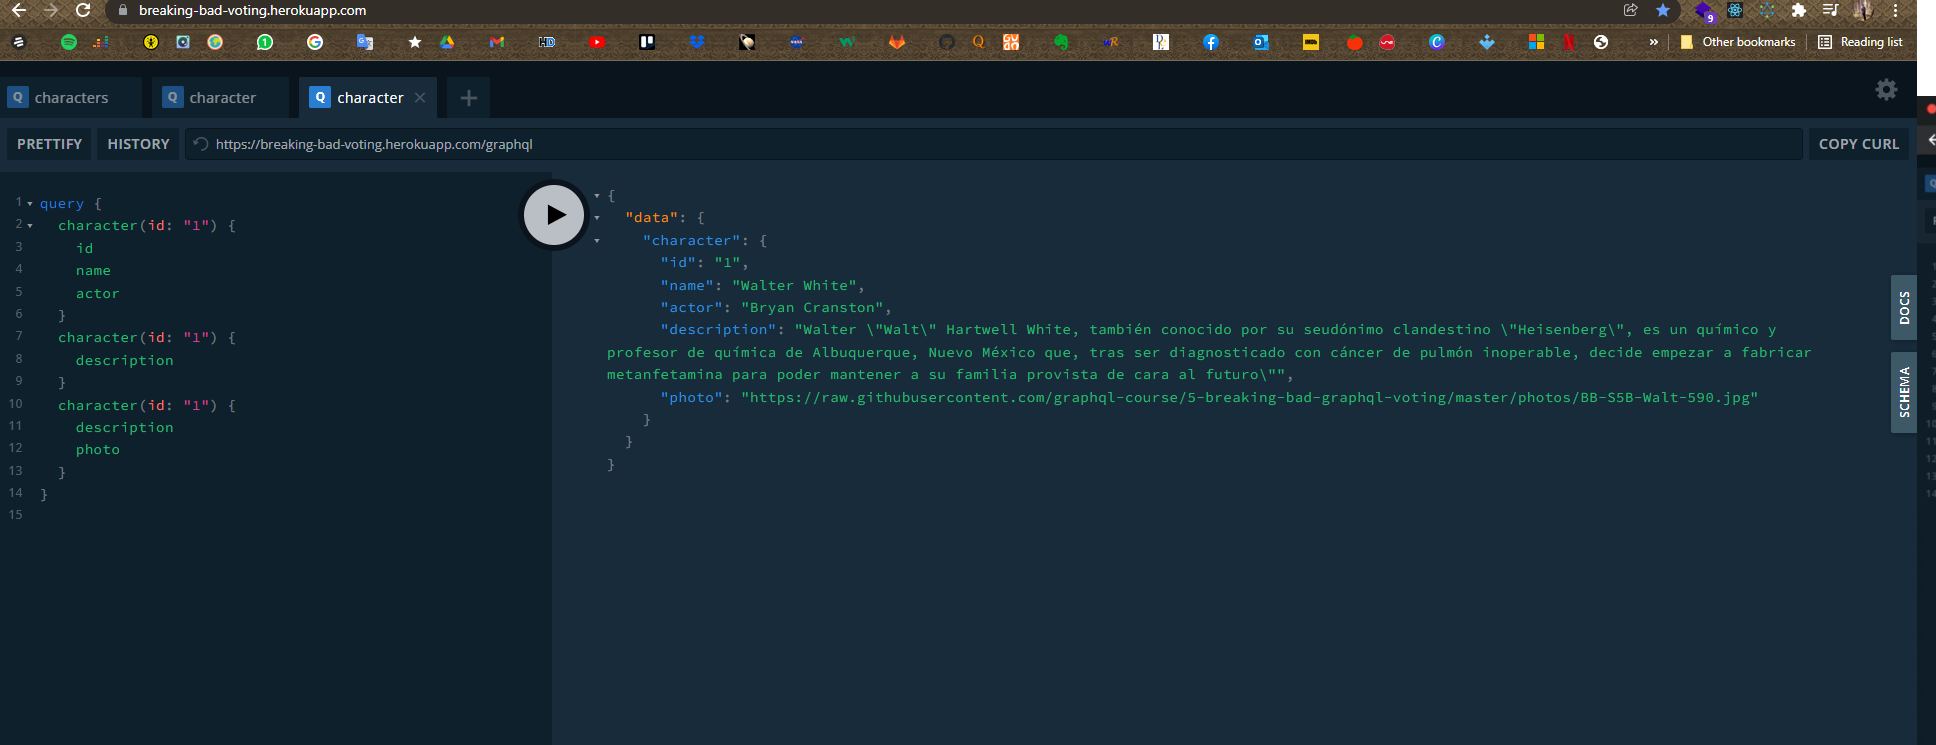 breaking-bad-voting.herokuapp.com
9
Other bookmarks
Reading list
characters
character
character
PRETTIFY
HISTORY
https://breaking-bad-voting.herokuapp.com/graphql
COPY CURL
1 query {
2 character(id: "1") {
3 id
4 name
5 actor
6 }
7 character(id: "1") {
8 description
9 }
10 character(id: "1") {
11 description
12 photo
13 }
14 }
15
{
"data": {
"character": {
"id": "1",
"name": "Walter White",
"actor": "Bryan Cranston",
"description": "Walter \"Walt\" Hartwell White, también conocido por su seudónimo clandestino \"Heisenberg\", es un químico y
profesor de química de Albuquerque, Nuevo México que, tras ser diagnosticado con cáncer de pulmón inoperable, decide empezar a fabricar
metanfetamina para poder mantener a su familia provista de cara al futuro\"",
"photo": "https://raw.githubusercontent.com/graphql-course/5-breaking-bad-graphql-voting/master/photos/BB-S5B-Walt-590.jpg"
}
}
}
DOCS
SCHEMA